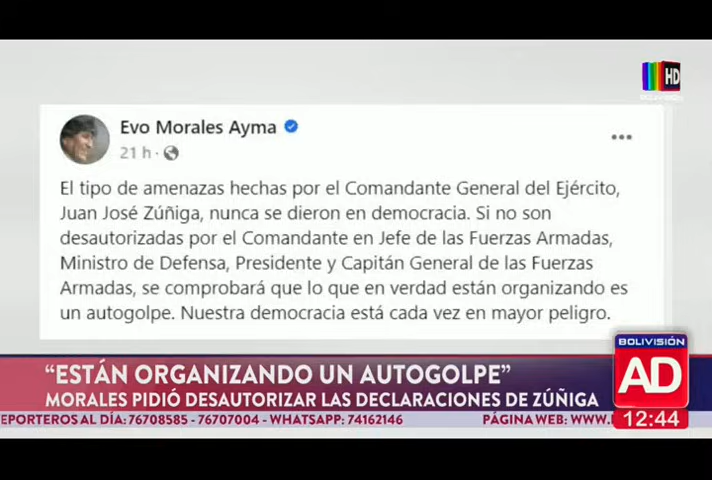 HD
Evo Morales Ayma
21 h ·
El tipo de amenazas hechas por el Comandante General del Ejército,
Juan José Zúñiga, nunca se dieron en democracia. Si no son
desautorizadas por el Comandante en Jefe de las Fuerzas Armadas,
Ministro de Defensa, Presidente y Capitán General de las Fuerzas
Armadas, se comprobará que lo que en verdad están organizando es
un autogolpe. Nuestra democracia está cada vez en mayor peligro.
BOLIVISIÓN
AD
“ESTÁN ORGANIZANDO UN AUTOGOLPE”
MORALES PIDIÓ DESAUTORIZAR LAS DECLARACIONES DE ZÚÑIGA
EPORTEROS AL DÍA: 76708585 - 76707004 - WHATSAPP: 74162146 PÁGINA WEB: WWW.
12:44